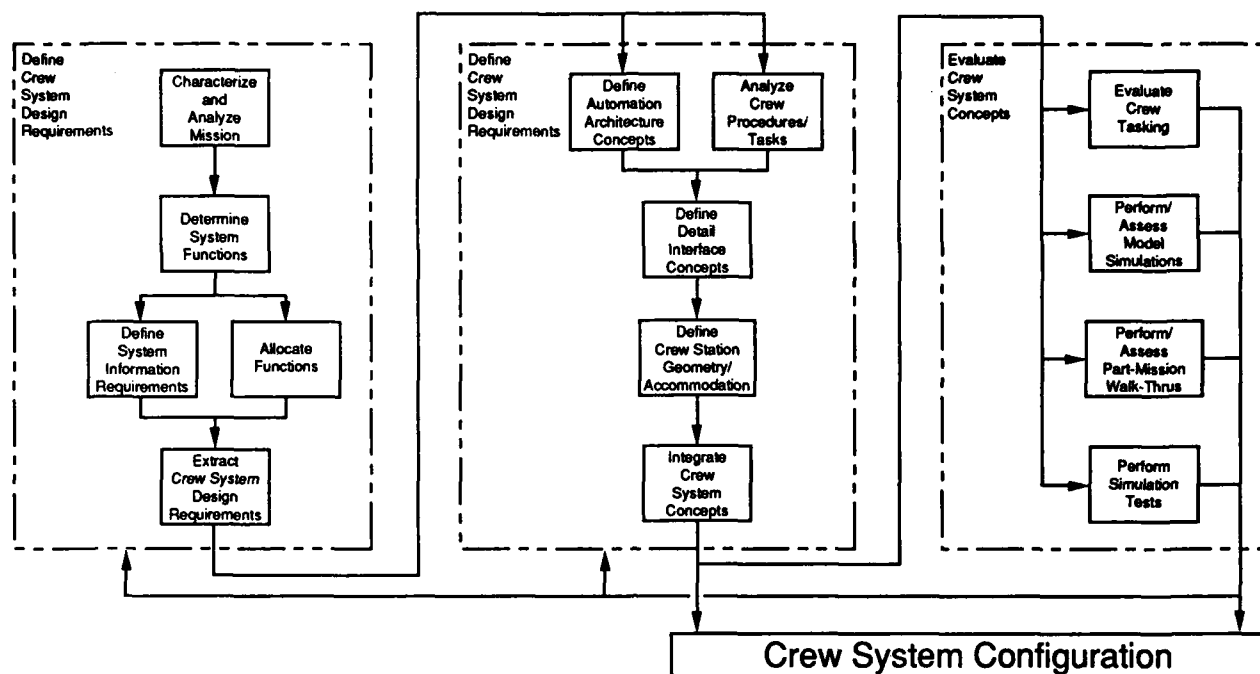 Define
Crew
System
Design
Requirements
Characterize
and
Analyze
Mission
Determine
System
Functions
Define
System
Information
Requirements
Allocate
Functions
Extract
Crew System
Design
Requirements
Define
Crew
System
Design
Requirements
Define
Automation
Architecture
Concepts
Analyze
Crew
Procedures/
Tasks
Define
Detail
Interface
Concepts
Define
Crew Station
Geometry/
Accommodation
Integrate
Crew
System
Concepts
Evaluate
Crew
System
Concepts
Evaluate
Crew
Tasking
Perform/
Assess
Model
Simulations
Perform/
Assess
Part-Mission
Walk-Thrus
Perform
Simulation
Tests
Crew System Configuration